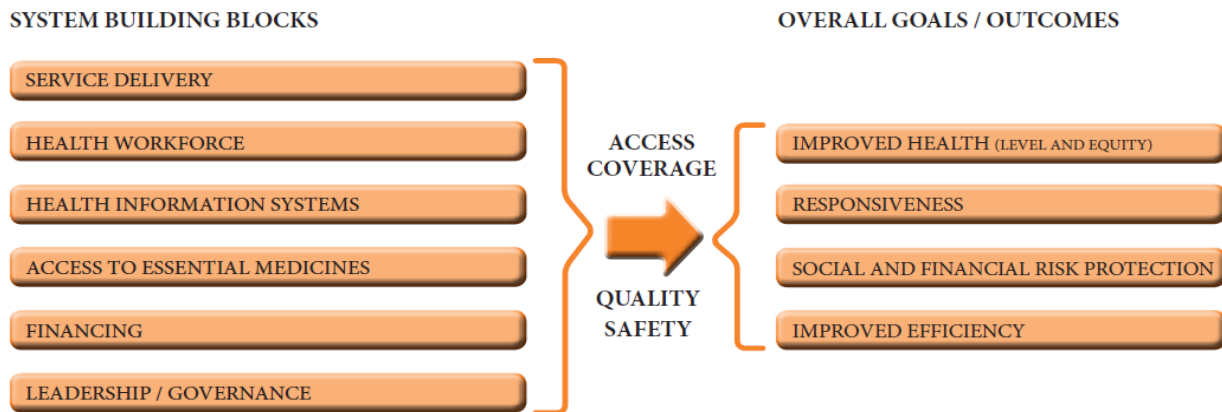 SYSTEM BUILDING BLOCKS
SERVICE DELIVERY
HEALTH WORKFORCE
HEALTH INFORMATION SYSTEMS
ACCESS TO ESSENTIAL MEDICINES
FINANCING
LEADERSHIP / GOVERNANCE
ACCESS
COVERAGE
QUALITY
SAFETY
OVERALL GOALS / OUTCOMES
IMPROVED HEALTH (LEVEL AND EQUITY)
RESPONSIVENESS
SOCIAL AND FINANCIAL RISK PROTECTION
IMPROVED EFFICIENCY